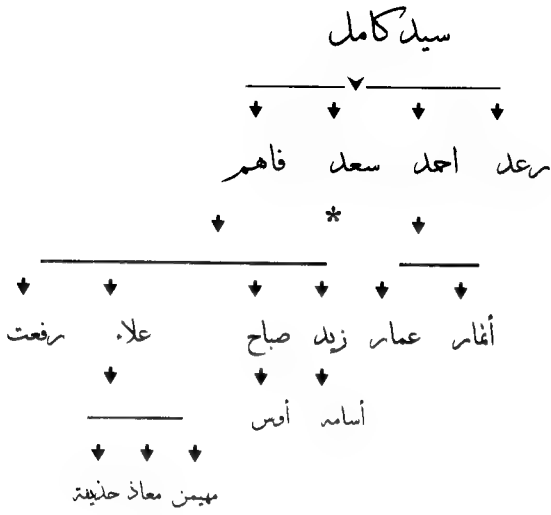 سيد كامل
رعد احمد سعد فاهم
*
أنمار عمار زيد صباح علاء رفعت
أسامه أوس
مهيمن معاذ حذيفة